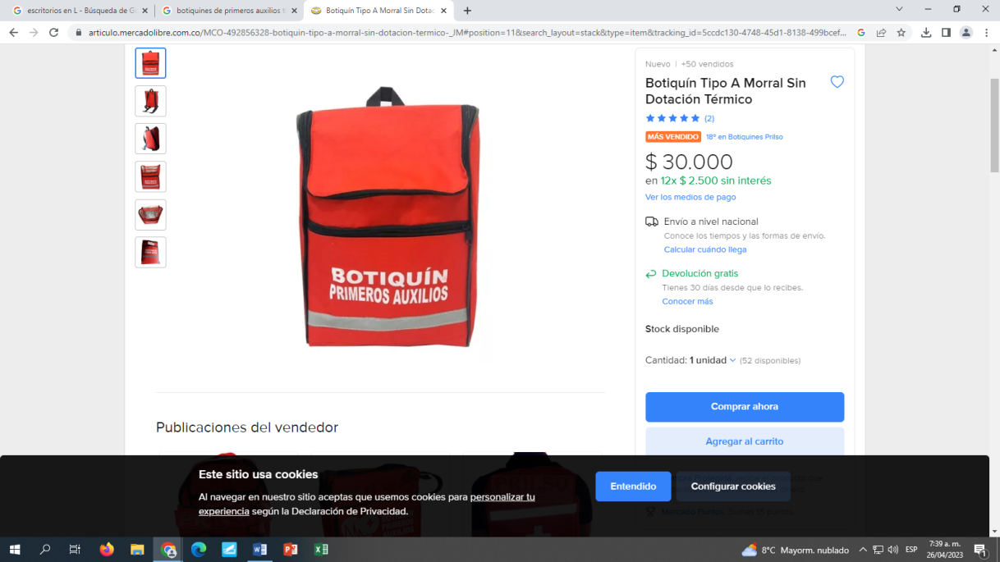 escritorios en L - Búsqueda de G
botiquines de primeros auxilios t
Botiquín Tipo A Morral Sin Dotac
articulo.mercadolibre.com.co/MCO-492856328-botiquin-tipo-a-morral-sin-dotacion-termico-_JM#position=11&search_layout=stack&type=item&tracking_id=5ccdc130-4748-45d1-8138-499bcef...
BOTIQUÍN
PRIMEROS AUXILIOS
Nuevo | +50 vendidos
Botiquín Tipo A Morral Sin
Dotación Térmico
(2)
MÁS VENDIDO 18º en Botiquines Prilso
$ 30.000
en 12x $ 2.500 sin interés
Ver los medios de pago
Envío a nivel nacional
Conoce los tiempos y las formas de envío.
Calcular cuándo llega
Devolución gratis
Tienes 30 días desde que lo recibes.
Conocer más
Stock disponible
Cantidad: 1 unidad (52 disponibles)
Comprar ahora
Agregar al carrito
Publicaciones del vendedor
Este sitio usa cookies
Al navegar en nuestro sitio aceptas que usemos cookies para personalizar tu
experiencia según la Declaración de Privacidad.
Entendido
Configurar cookies
8°C Mayorm. nublado
ESP
7:39 a. m.
26/04/2023
1